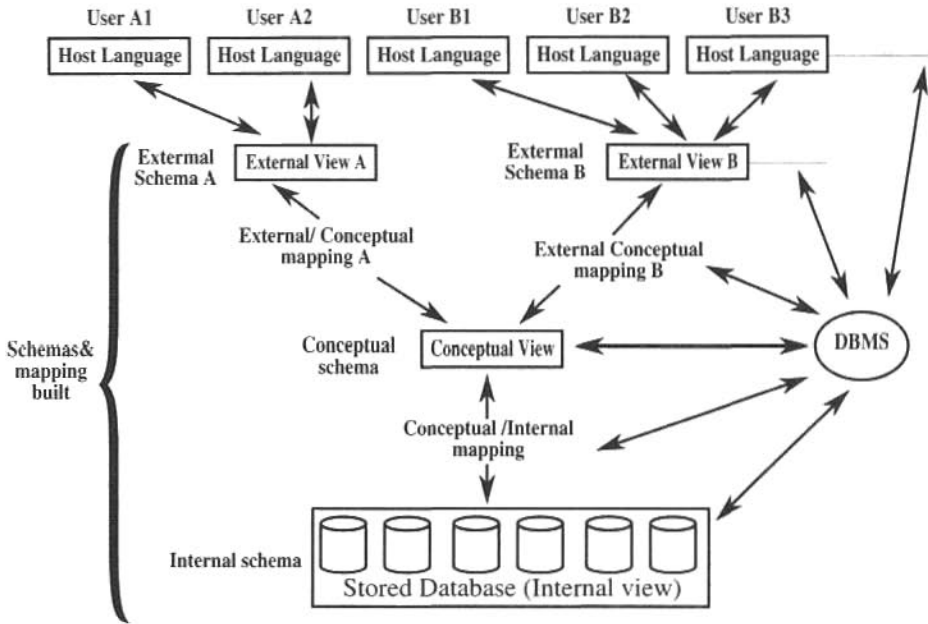 User A1 User A2 User B1 User B2 User B3
Host Language Host Language Host Language Host Language Host Language
Extermal
Schema A
External View A
Extermal
Schema B
External View B
External/ Conceptual
mapping A
External Conceptual
mapping B
Schemas&
mapping
built
Conceptual
schema
Conceptual View
DBMS
Conceptual /Internal
mapping
Internal schema
Stored Database (Internal view)